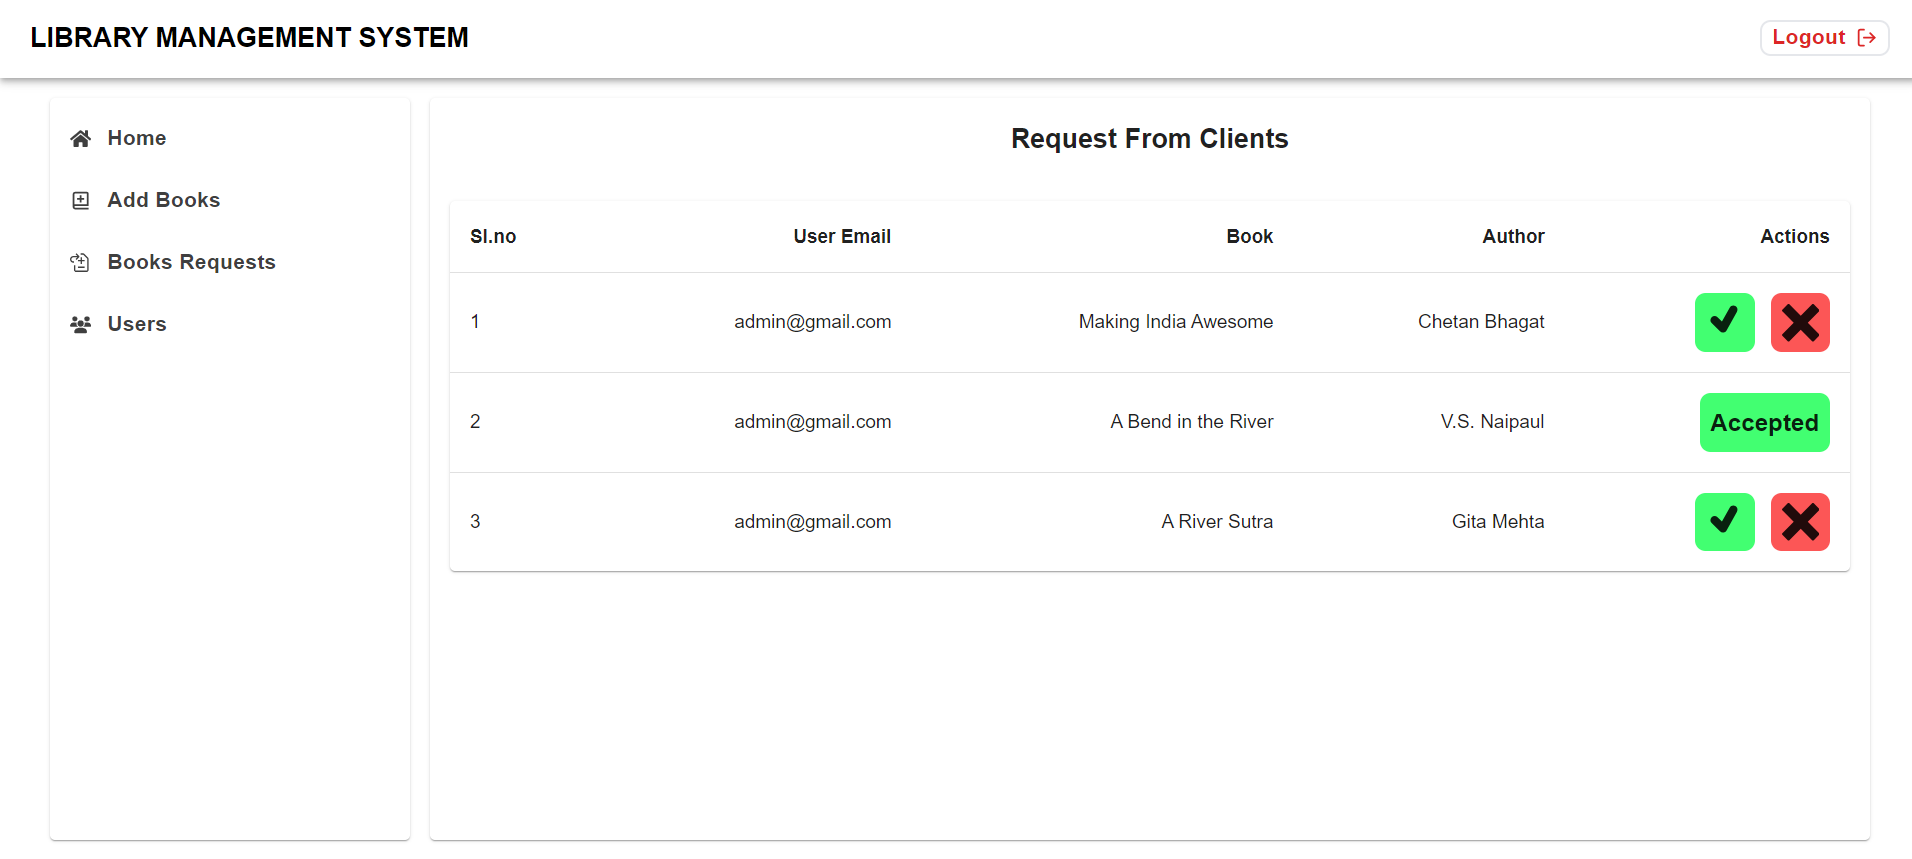 LIBRARY MANAGEMENT SYSTEM
Logout
Home
Add Books
Books Requests
Users
Request From Clients
Sl.no User Email Book Author Actions
1 admin@gmail.com Making India Awesome Chetan Bhagat
2 admin@gmail.com A Bend in the River V.S. Naipaul Accepted
3 admin@gmail.com A River Sutra Gita Mehta